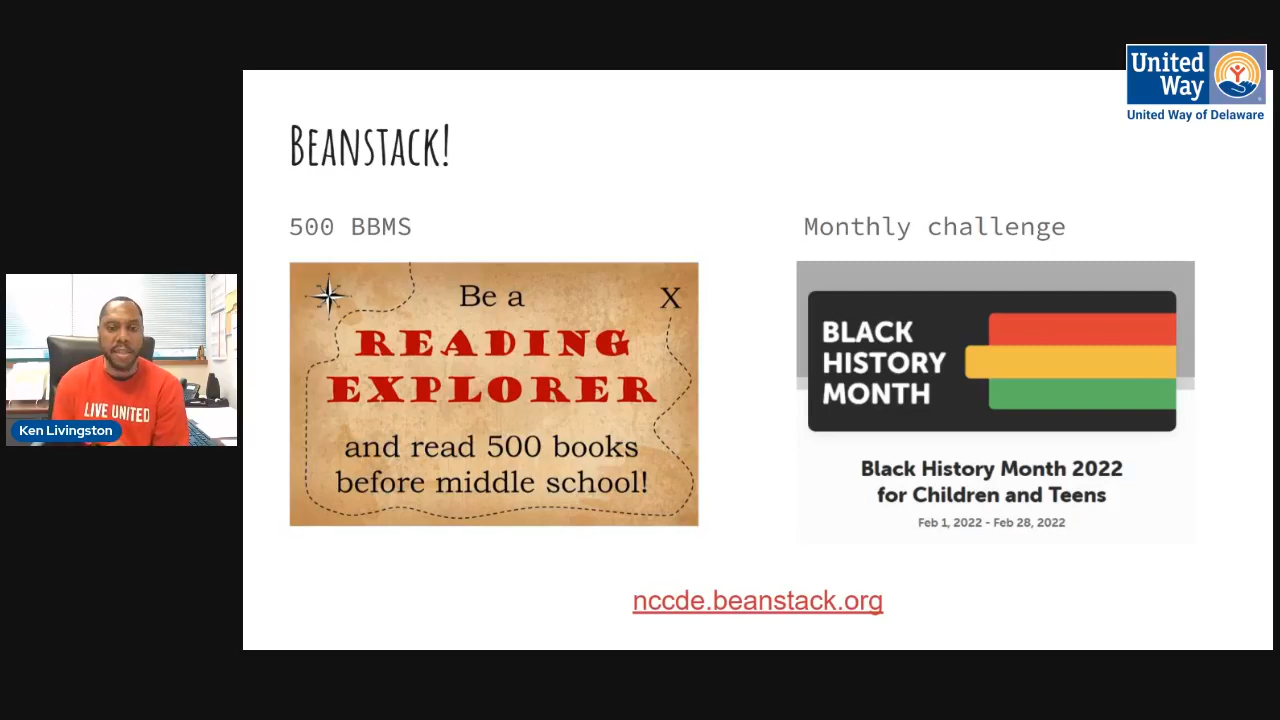 United
Way
United Way of Delaware
BEANSTACK!
500 BBMS
Monthly challenge
Be a
X
READING
EXPLORER
and read 500 books
before middle school!
BLACK
HISTORY
MONTH
Black History Month 2022
for Children and Teens
Feb 1, 2022 - Feb 28, 2022
LIVE UNITED
Ken Livingston
nccde.beanstack.org